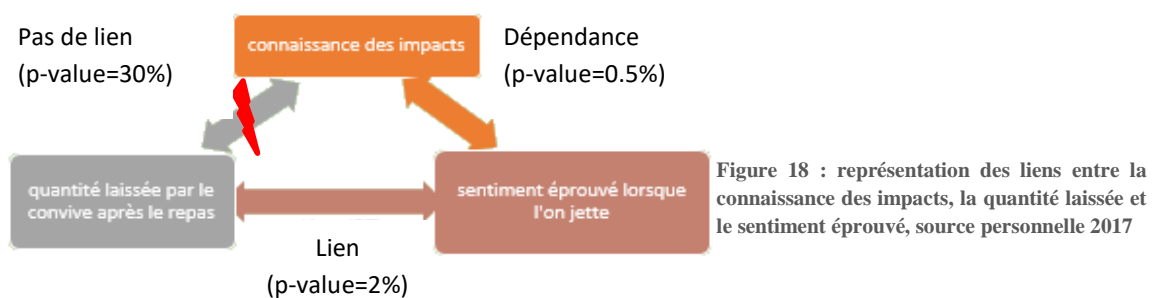 Pas de lien
(p-value=30%)
connaissance des impacts
Dépendance
(p-value=0.5%)
quantité laissée par le
convive après le repas
sentiment éprouvé lorsque
l'on jette
Lien
(p-value=2%)
Figure 18 : représentation des liens entre la
connaissance des impacts, la quantité laissée et
le sentiment éprouvé, source personnelle 2017